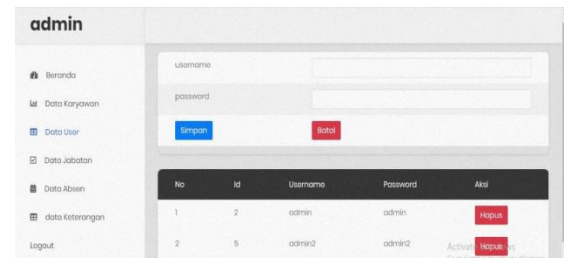 admin
Beranda
Data Karyawan
Data User
Data Jabatan
Data Absen
data Keterangan
Logout
username
password
Simpan Batal
No Id Username Password Aksi
1 2 admin admin Hapus
2 5 admin2 admin2 Hapus